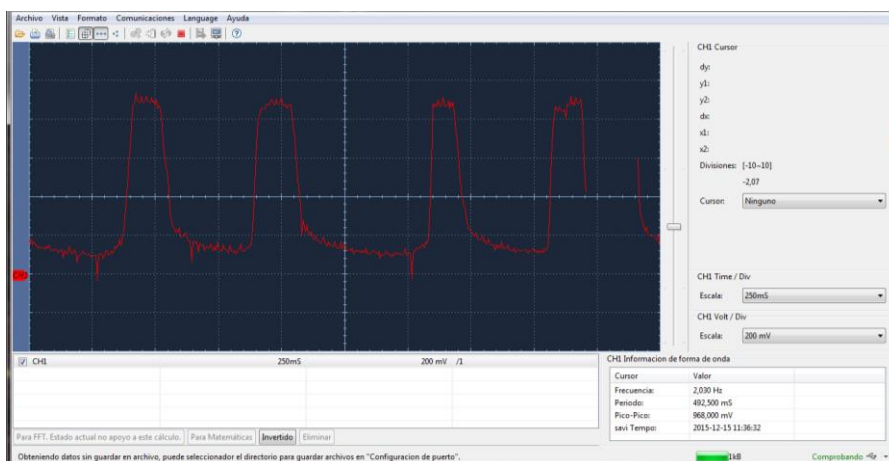 Archivo Vista Formato Comunicaciones Language Ayuda
CH1 Cursor
dy:
y1:
y2:
dx:
x1:
x2:
Divisiones: [-10~10]
-2,07
Cursor: Ninguno
CH1
CH1 Time / Div
Escala: 250mS
CH1 Volt / Div
Escala: 200 mV
CH1 250mS 200 mV /1
CH1 Informacion de forma de onda
Cursor Valor
Frecuencia: 2,030 Hz
Periodo: 492,500 mS
Pico-Pico: 968,000 mV
savi Tempo: 2015-12-15 11:36:32
Para FFT. Estado actual no apoyo a este cálculo. Para Matemáticas Invertido Eliminar
Obteniendo datos sin guardar en archivo, puede seleccionador el directorio para guardar archivos en "Configuracion de puerto". 1kB Comprobando